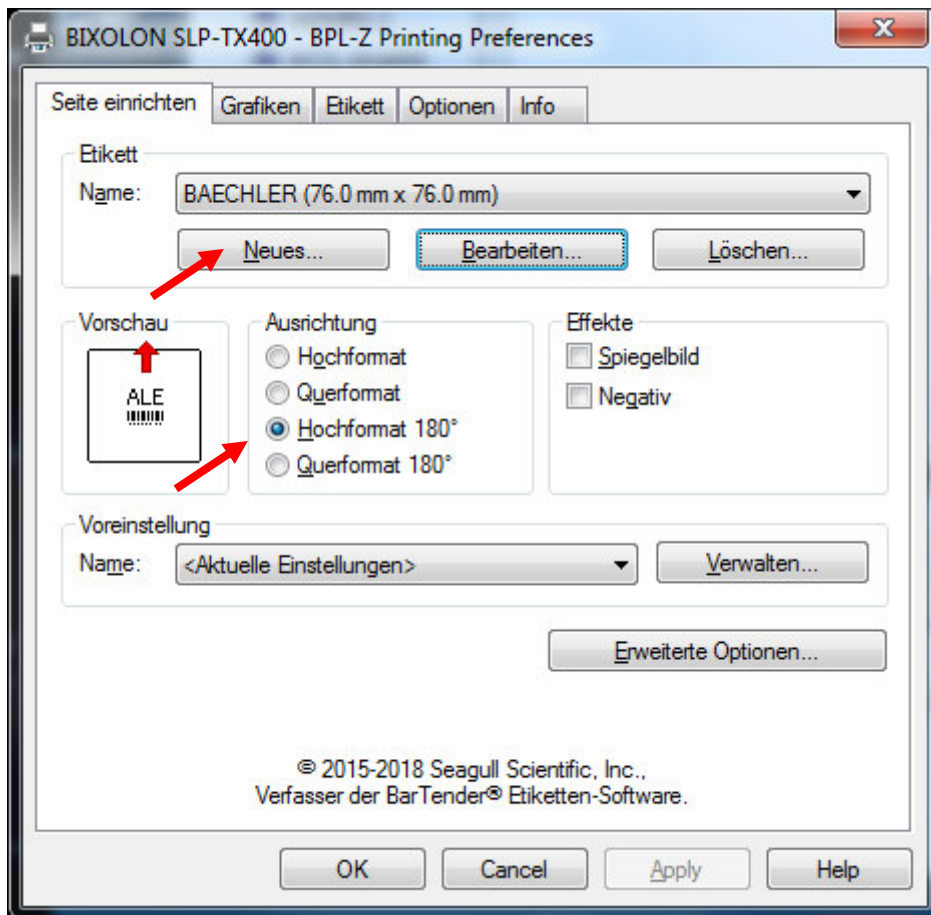 BIXOLON SLP-TX400 - BPL-Z Printing Preferences
Seite einrichten Grafiken Etikett Optionen Info
Etikett
Name: BAECHLER (76.0 mm x 76.0 mm)
Neues... Bearbeiten... Löschen...
Vorschau
ALE
Ausrichtung
Hochformat
Querformat
Hochformat 180°
Querformat 180°
Effekte
Spiegelbild
Negativ
Voreinstellung
Name: <Aktuelle Einstellungen> Verwalten...
Erweiterte Optionen...
© 2015-2018 Seagull Scientific, Inc.,
Verfasser der BarTender® Etiketten-Software.
OK Cancel Apply Help